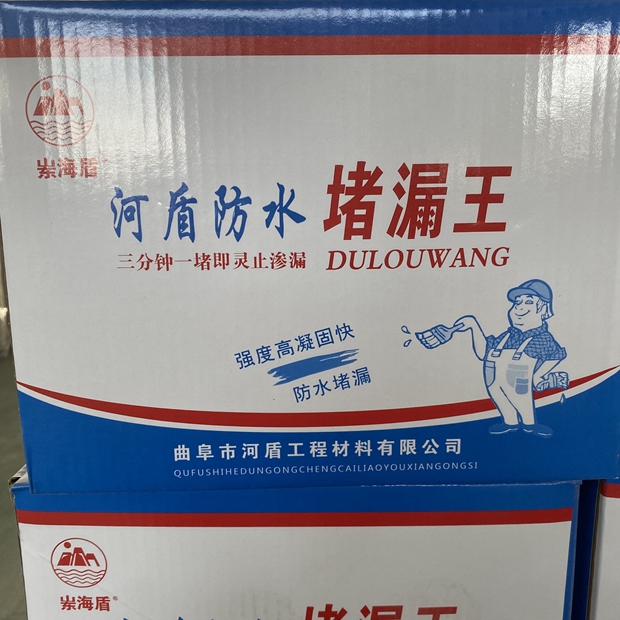 崇海盾
河盾防水 堵漏王
三分钟一堵即灵止渗漏 DULOUWANG
强度高凝固快
防水堵漏
曲阜市河盾工程材料有限公司
QUFUSHIHEDUNGONGCHENGCAILIAOYOUXIANGONGSI
崇海盾®
堵漏王